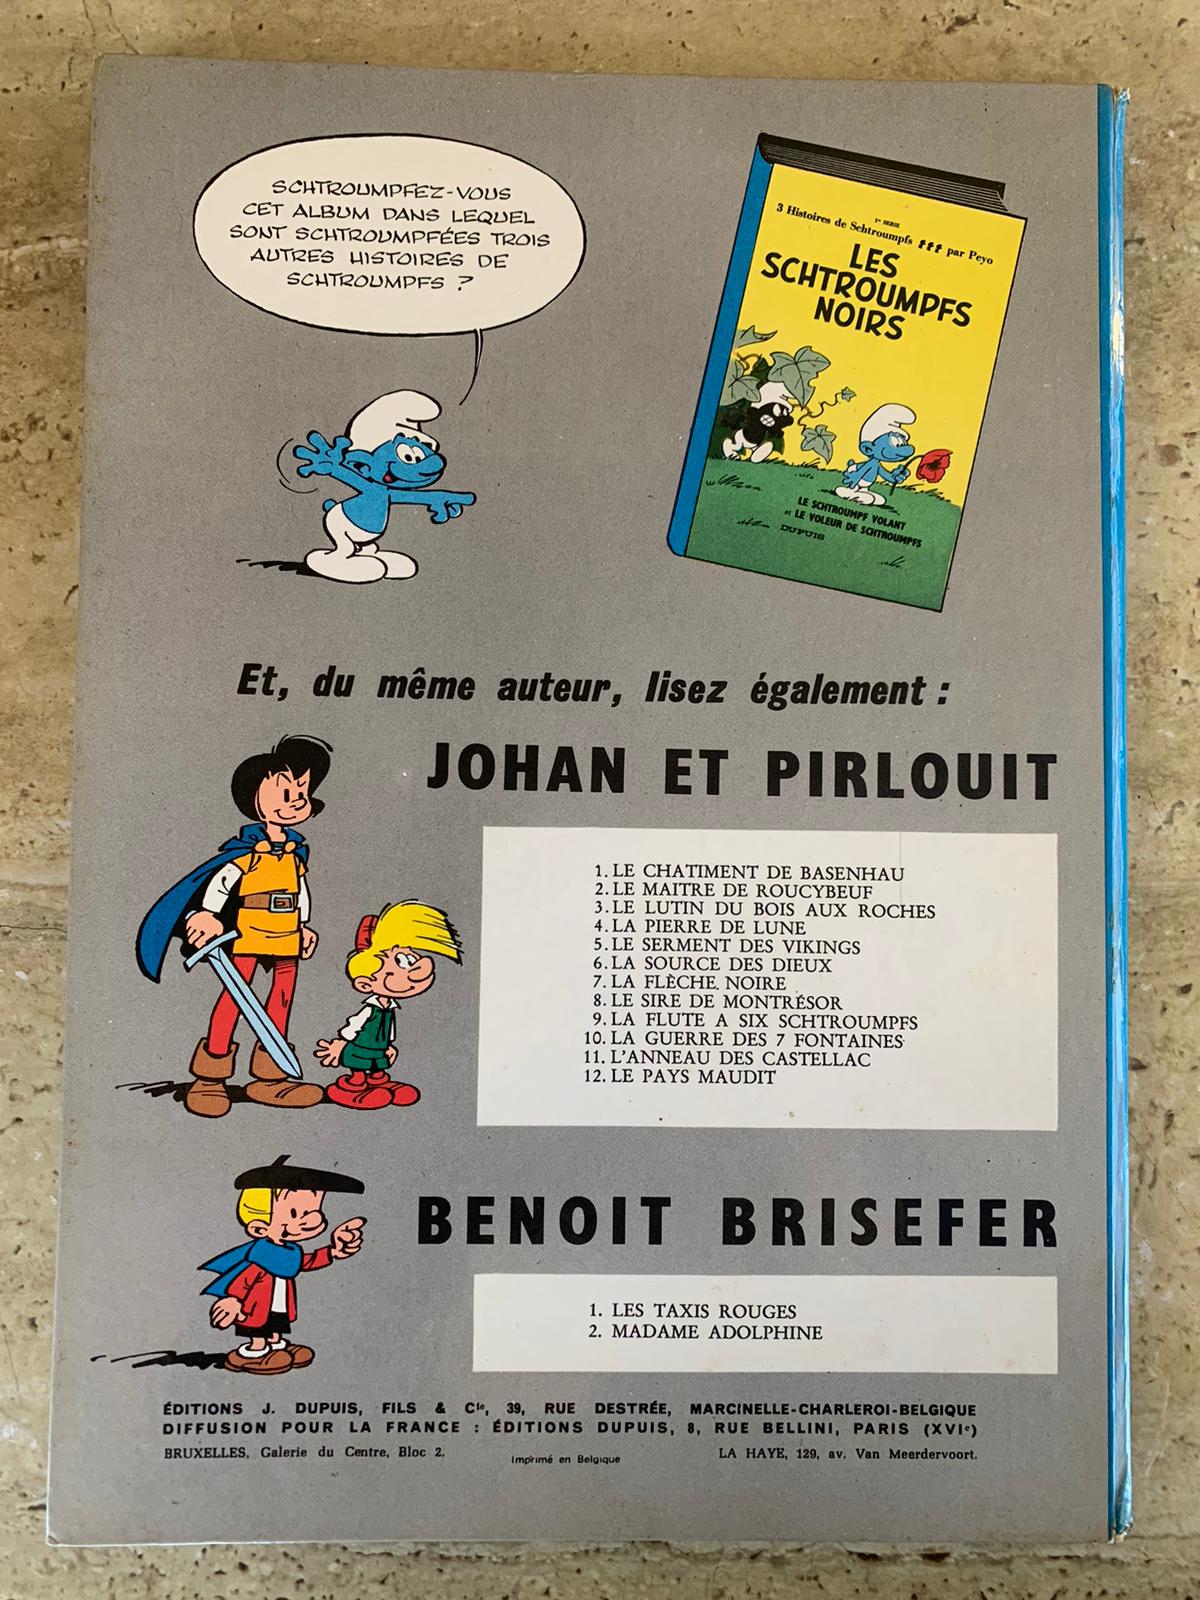 SCHTROUMPFEZ-VOUS
CET ALBUM DANS LEQUEL
SONT SCHTROUMPFÉES TROIS
AUTRES HISTOIRES DE
SCHTROUMPFS ?
1re SERIE
3 Histoires de Schtroumpfs par Peyo
LES
SCHTROUMPFS
NOIRS
LE SCHTROUMPF VOLANT
et LE VOLEUR DE SCHTROUMPFS
DUPUIS
Et, du même auteur, lisez également :
JOHAN ET PIRLOUIT
1. LE CHATIMENT DE BASENHAU
2. LE MAITRE DE ROUCYBEUF
3. LE LUTIN DU BOIS AUX ROCHES
4. LA PIERRE DE LUNE
5. LE SERMENT DES VIKINGS
6. LA SOURCE DES DIEUX
7. LA FLÈCHE NOIRE
8. LE SIRE DE MONTRÉSOR
9. LA FLUTE A SIX SCHTROUMPFS
10. LA GUERRE DES 7 FONTAINES
11. L'ANNEAU DES CASTELLAC
12. LE PAYS MAUDIT
BENOIT BRISEFER
1. LES TAXIS ROUGES
2. MADAME ADOLPHINE
ÉDITIONS J. DUPUIS, FILS & Cie, 39, RUE DESTRÉE, MARCINELLE-CHARLEROI-BELGIQUE
DIFFUSION POUR LA FRANCE : ÉDITIONS DUPUIS, 8, RUE BELLINI, PARIS (XVIe)
BRUXELLES, Galerie du Centre, Bloc 2. Imprimé en Belgique LA HAYE, 129, av. Van Meerdervoort.